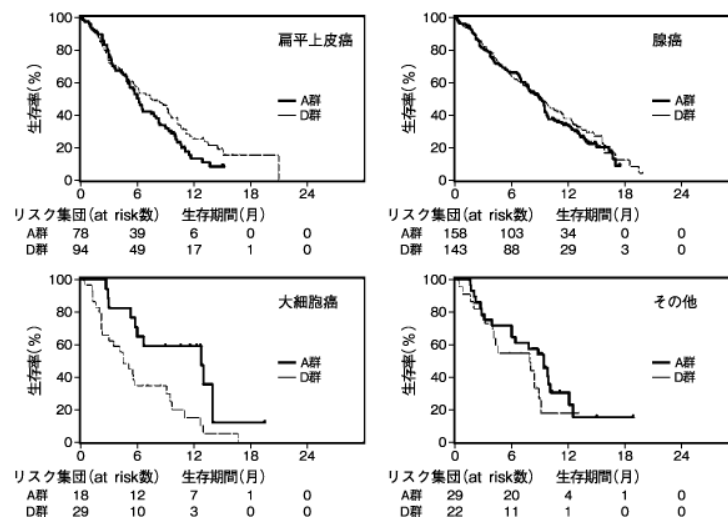 扁平上皮癌
生存率(%)
100
80
60
40
20
0
A群
D群
0 6 12 18 24
リスク集団(at risk数) 生存期間(月)
A群 78 39 6 0 0
D群 94 49 17 1 0
腺癌
生存率(%)
100
80
60
40
20
0
A群
D群
0 6 12 18 24
リスク集団(at risk数) 生存期間(月)
A群 158 103 34 0 0
D群 143 88 29 3 0
大細胞癌
生存率(%)
100
80
60
40
20
0
A群
D群
0 6 12 18 24
リスク集団(at risk数) 生存期間(月)
A群 18 12 7 1 0
D群 29 10 3 0 0
その他
生存率(%)
100
80
60
40
20
0
A群
D群
0 6 12 18 24
リスク集団(at risk数) 生存期間(月)
A群 29 20 4 1 0
D群 22 11 1 0 0